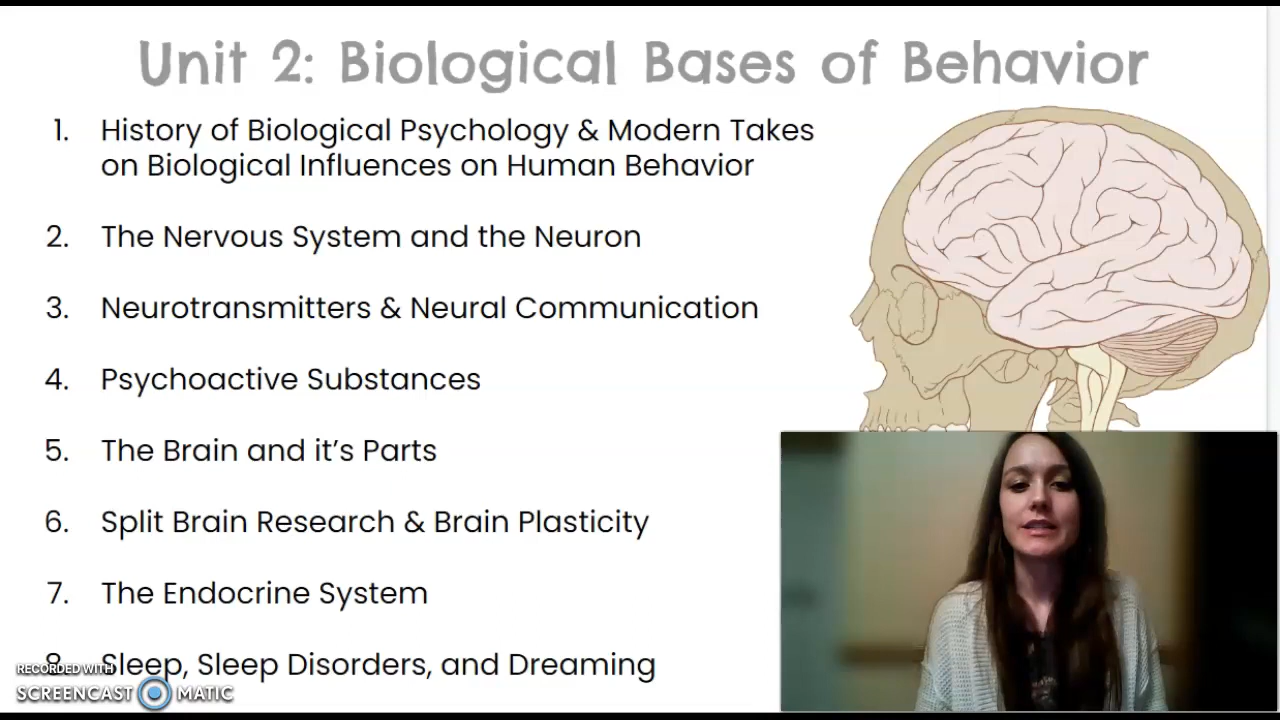 Unit 2: Biological Bases of Behavior
1. History of Biological Psychology & Modern Takes
on Biological Influences on Human Behavior
2. The Nervous System and the Neuron
3. Neurotransmitters & Neural Communication
4. Psychoactive Substances
5. The Brain and it's Parts
6. Split Brain Research & Brain Plasticity
7. The Endocrine System
8. Sleep, Sleep Disorders, and Dreaming
RECORDED WITH
SCREENCAST MATIC